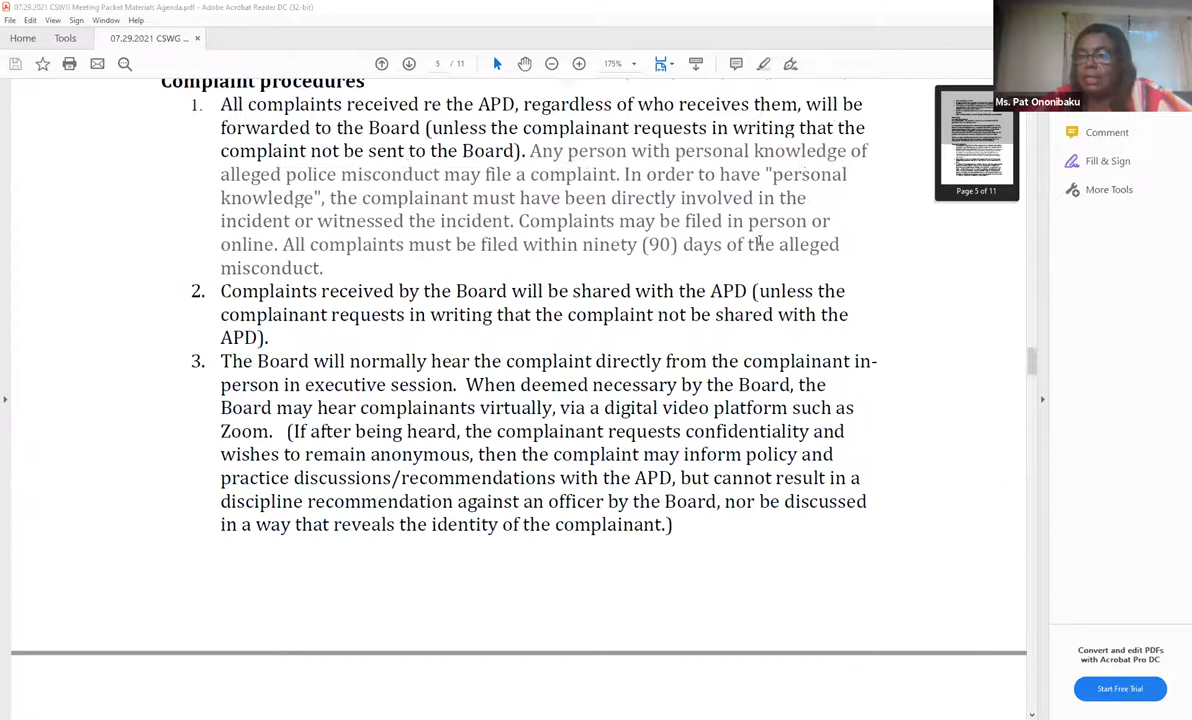 07.29.2021 CSWG Meeting Packet Materials Agenda.pdf - Adobe Acrobat Reader DC (32-bit)
File Edit View Sign Window Help
Home Tools 07.29.2021 CSWG ... ×
5 / 11 175%
Complaint procedures
1. All complaints received re the APD, regardless of who receives them, will be
forwarded to the Board (unless the complainant requests in writing that the
complaint not be sent to the Board). Any person with personal knowledge of
alleged police misconduct may file a complaint. In order to have "personal
knowledge", the complainant must have been directly involved in the
incident or witnessed the incident. Complaints may be filed in person or
online. All complaints must be filed within ninety (90) days of the alleged
misconduct.
2. Complaints received by the Board will be shared with the APD (unless the
complainant requests in writing that the complaint not be shared with the
APD).
3. The Board will normally hear the complaint directly from the complainant in-
person in executive session. When deemed necessary by the Board, the
Board may hear complainants virtually, via a digital video platform such as
Zoom. (If after being heard, the complainant requests confidentiality and
wishes to remain anonymous, then the complaint may inform policy and
practice discussions/recommendations with the APD, but cannot result in a
discipline recommendation against an officer by the Board, nor be discussed
in a way that reveals the identity of the complainant.)
Ms. Pat Ononibaku
Page 5 of 11
Comment
Fill & Sign
More Tools
Convert and edit PDFs
with Acrobat Pro DC
Start Free Trial